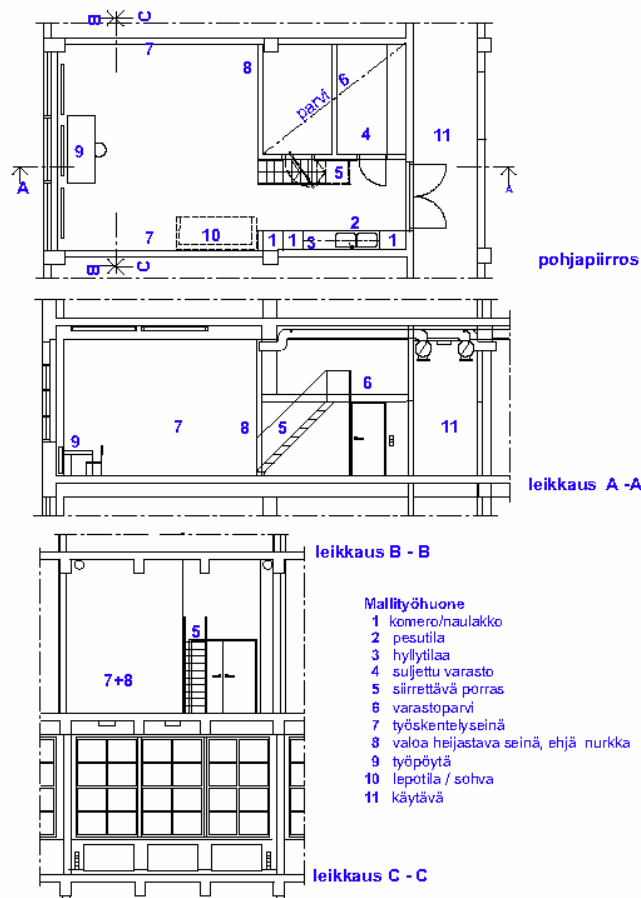 B C
7
8
parvi
6
9
4
11
A
5
A
2
7
10
1
1
3
1
B C
pohjapiirros
6
7
8
5
11
9
leikkaus A -A
leikkaus B - B
5
7+8
Mallityöhuone
1 komero/naulakko
2 pesutila
3 hyllytilaa
4 suljettu varasto
5 siirrettävä porras
6 varastoparvi
7 työskentelyseinä
8 valoa heijastava seinä, ehjä nurkka
9 työpöytä
10 lepotila / sohva
11 käytävä
leikkaus C - C